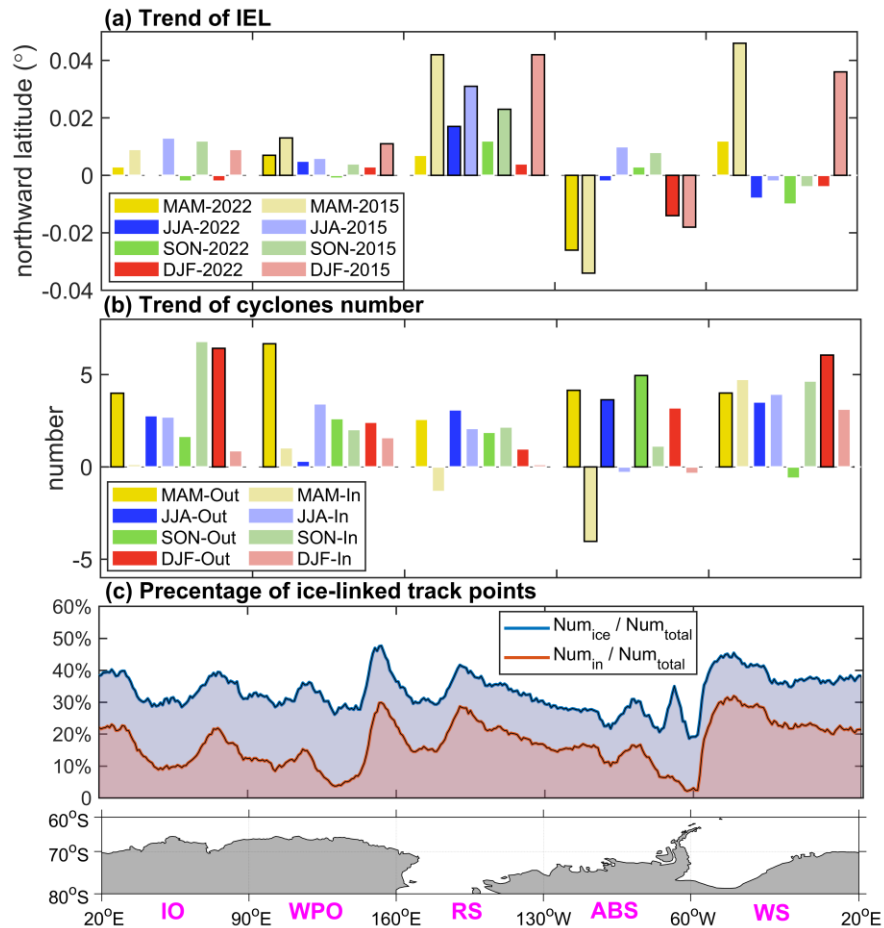 (a) Trend of IEL
northward latitude (°)
0.04
0.02
0
-0.02
-0.04
MAM-2022 MAM-2015
JJA-2022 JJA-2015
SON-2022 SON-2015
DJF-2022 DJF-2015
(b) Trend of cyclones number
number
5
0
-5
MAM-Out MAM-In
JJA-Out JJA-In
SON-Out SON-In
DJF-Out DJF-In
(c) Precentage of ice-linked track points
60%
50%
40%
30%
20%
10%
0
Num_ice / Num_total
Num_in / Num_total
60°S
70°S
80°S
20°E IO 90°E WPO 160°E RS 130°W ABS 60°W WS 20°E